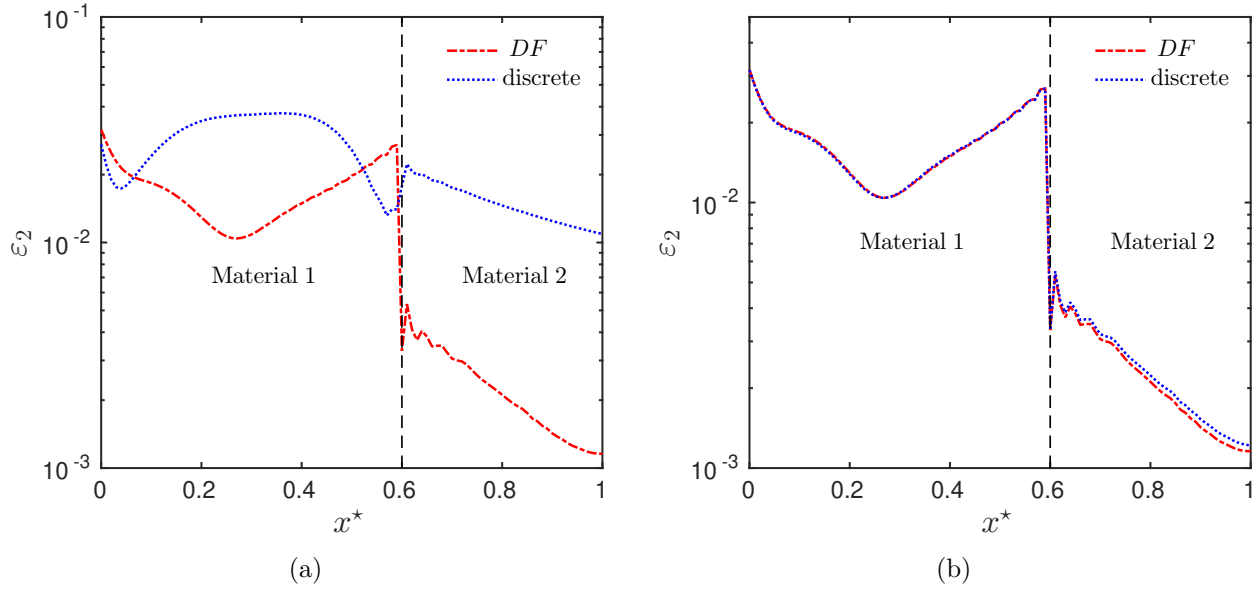 10⁻¹
10⁻²
10⁻³
ε₂
DF
discrete
Material 1
Material 2
0
0.2
0.4
0.6
0.8
1
x⋆
(a)
10⁻²
10⁻³
ε₂
DF
discrete
Material 1
Material 2
0
0.2
0.4
0.6
0.8
1
x⋆
(b)